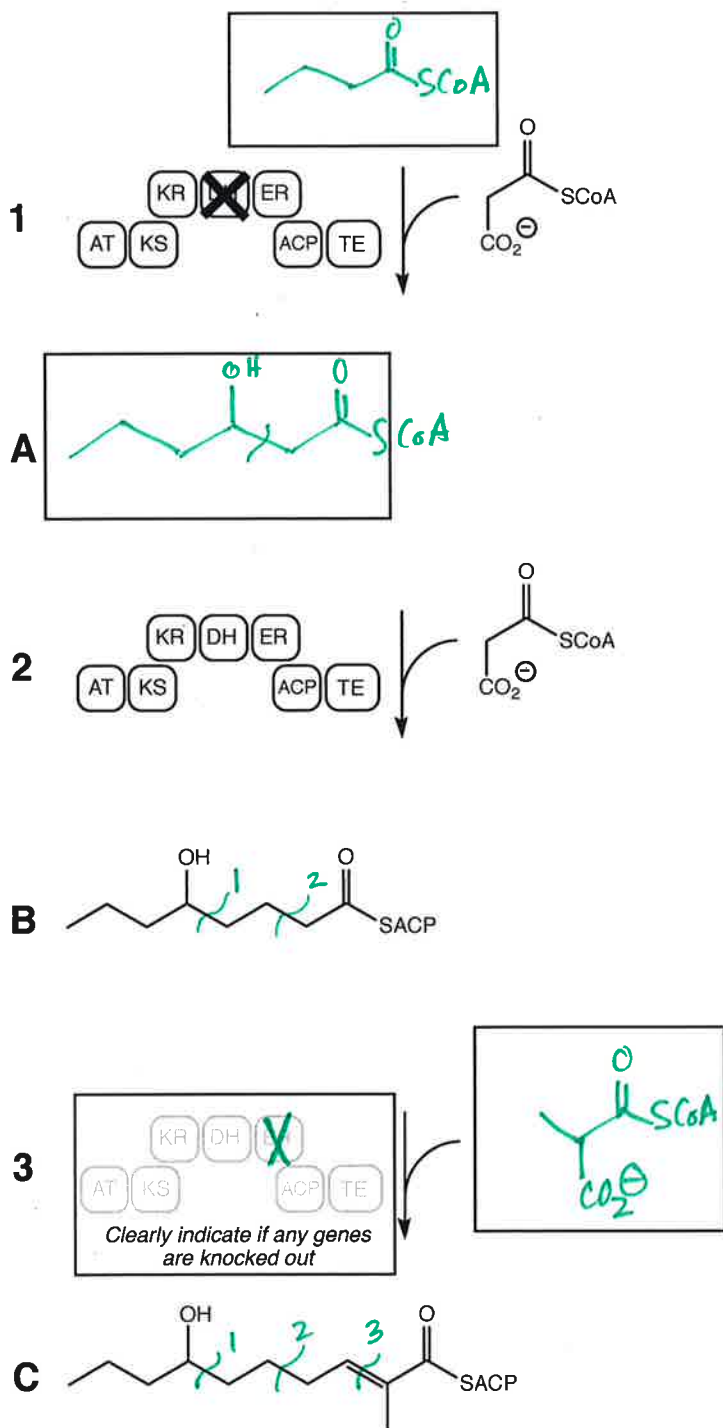 O
SCoA
O
KR ER
SCoA
1
AT KS ACP TE
CO2⊖
OH O
A
SCoA
O
KR DH ER
SCoA
2
AT KS ACP TE
CO2⊖
OH 1 2 O
B
SACP
O
SCoA
KR DH
3
AT KS ACP TE
CO2⊖
Clearly indicate if any genes
are knocked out
OH 1 2 3 O
C
SACP